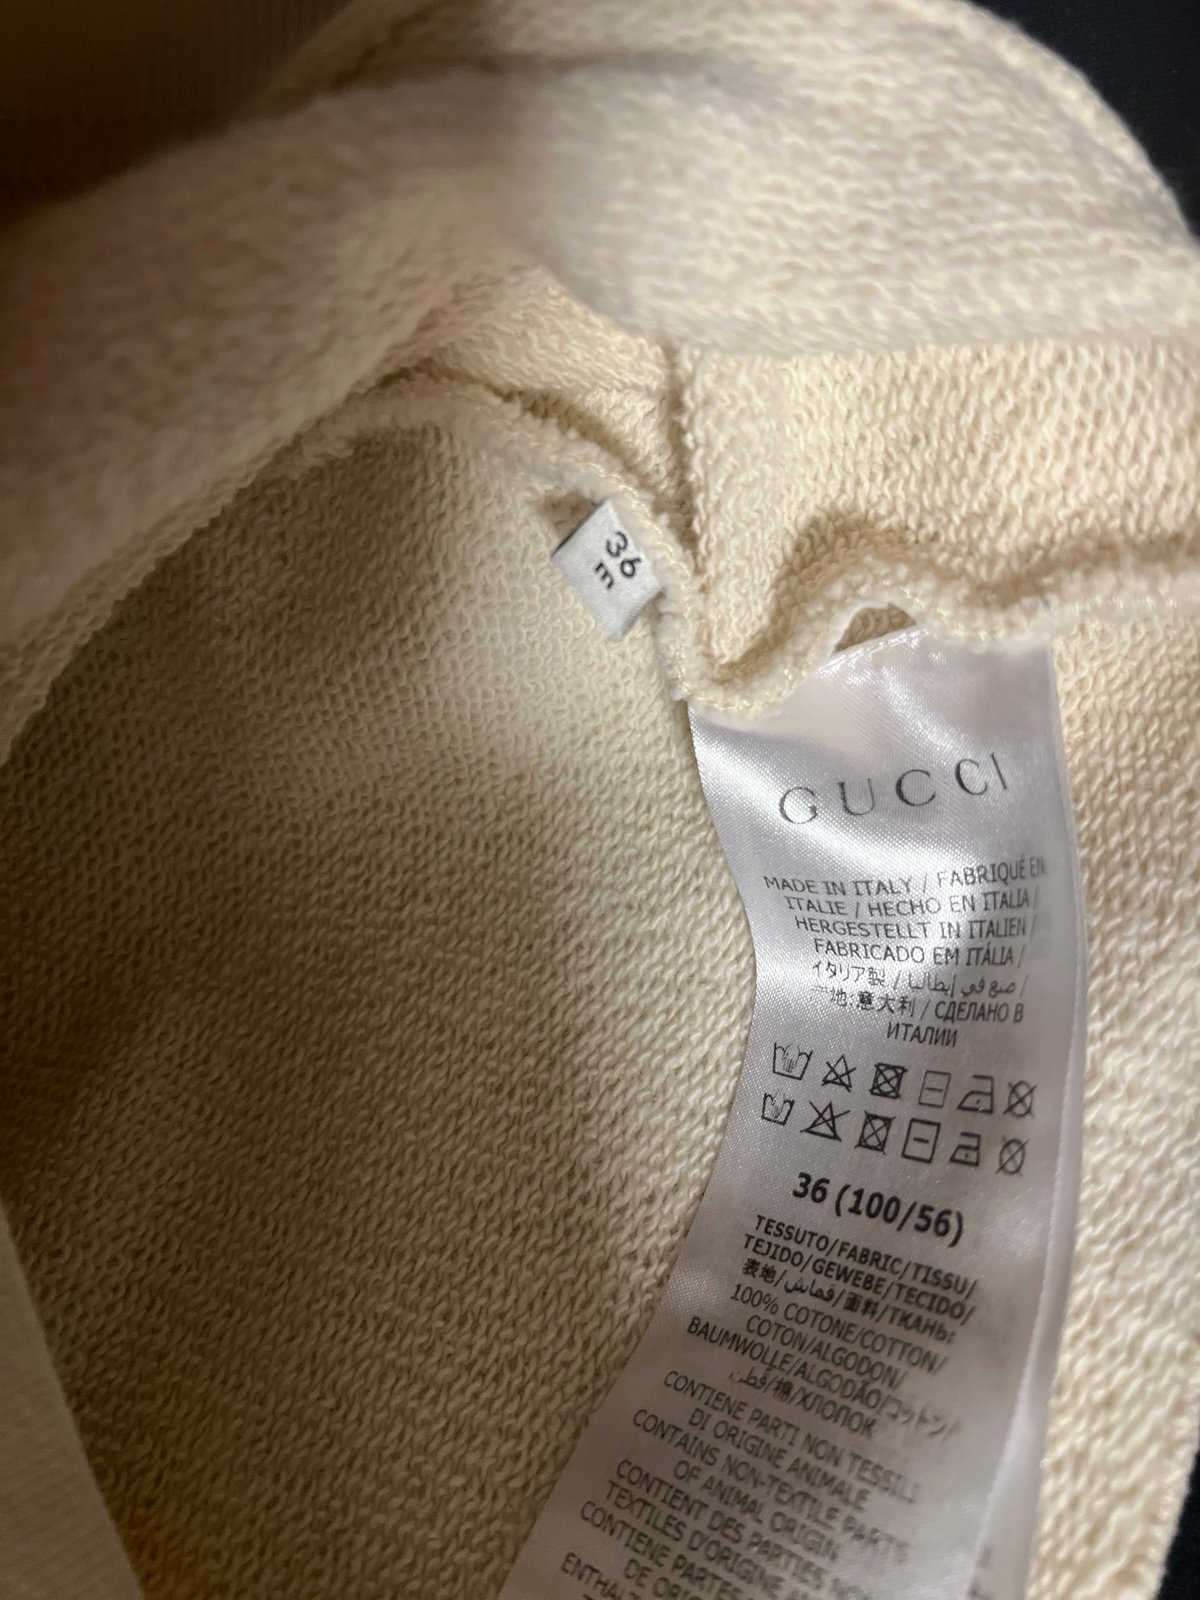 36
m
GUCCI
MADE IN ITALY / FABRIQUÉ EN
ITALIE / HECHO EN ITALIA /
HERGESTELLT IN ITALIEN /
FABRICADO EM ITÁLIA /
イタリア製 / صنع في إيطاليا /
地: 意大利 / СДЕЛАНО В
ИТАЛИИ
36 (100/56)
TESSUTO/FABRIC/TISSU/
TEJIDO/GEWEBE/TECIDO/
表地/قماش/面料/ТКАНЬ:
100% COTONE/COTTON/
COTON/ALGODON/
BAUMWOLLE/ALGODÃO/コットン/
قطن/棉/ХЛОПОК
CONTIENE PARTI NON TESSILI
DI ORIGINE ANIMALE
CONTAINS NON-TEXTILE PARTS
OF ANIMAL ORIGIN
CONTIENT DES PARTIES
TEXTILES D'ORIGINE
CONTIENE PARTES
DE